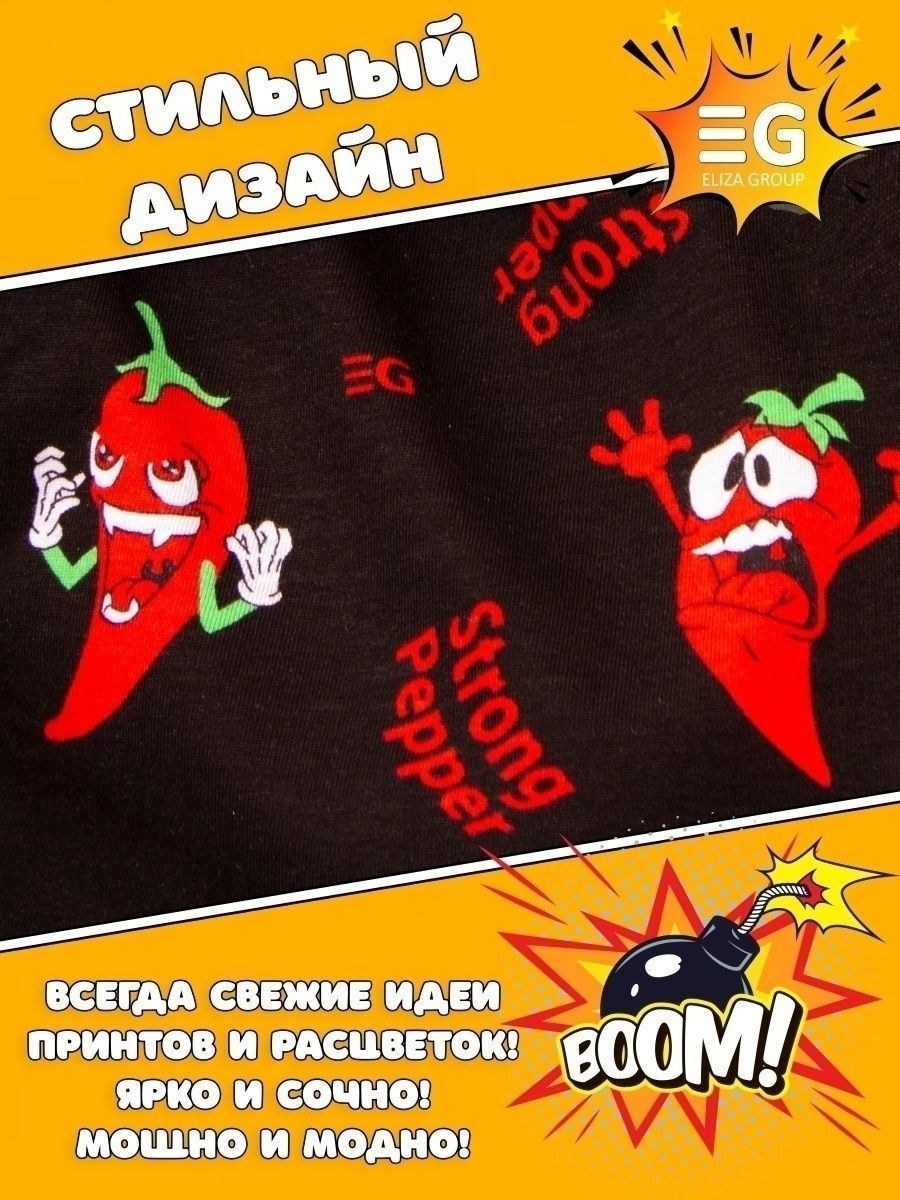 СТИЛЬНЫЙ
ДИЗАЙН
EG
ELIZA GROUP
Strong
pper
EG
Strong
Pepper
ВСЕГДА СВЕЖИЕ ИДЕИ
ПРИНТОВ И РАСЦВЕТОК!
ЯРКО И СОЧНО!
МОЩНО И МОДНО!
BOOM!